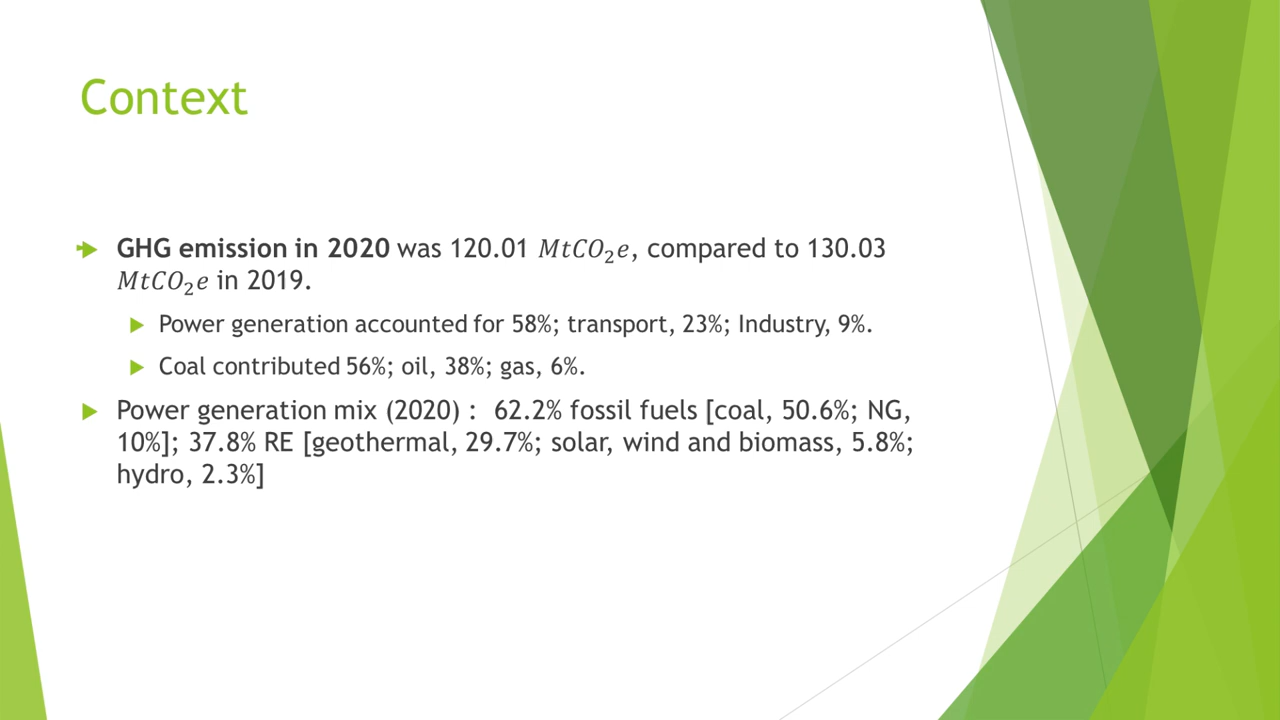 Context
GHG emission in 2020 was 120.01 𝑀𝑡𝐶𝑂₂𝑒, compared to 130.03
𝑀𝑡𝐶𝑂₂𝑒 in 2019.
Power generation accounted for 58%; transport, 23%; Industry, 9%.
Coal contributed 56%; oil, 38%; gas, 6%.
Power generation mix (2020) : 62.2% fossil fuels [coal, 50.6%; NG,
10%]; 37.8% RE [geothermal, 29.7%; solar, wind and biomass, 5.8%;
hydro, 2.3%]